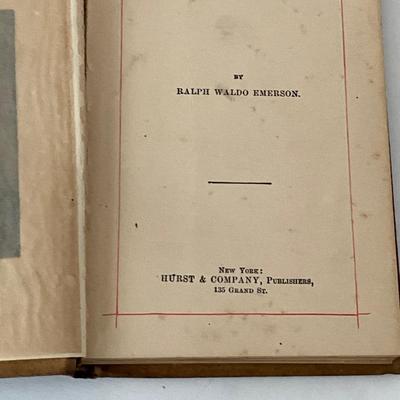 BY
RALPH WALDO EMERSON.
NEW YORK:
HURST & COMPANY, PUBLISHERS,
135 GRAND ST.